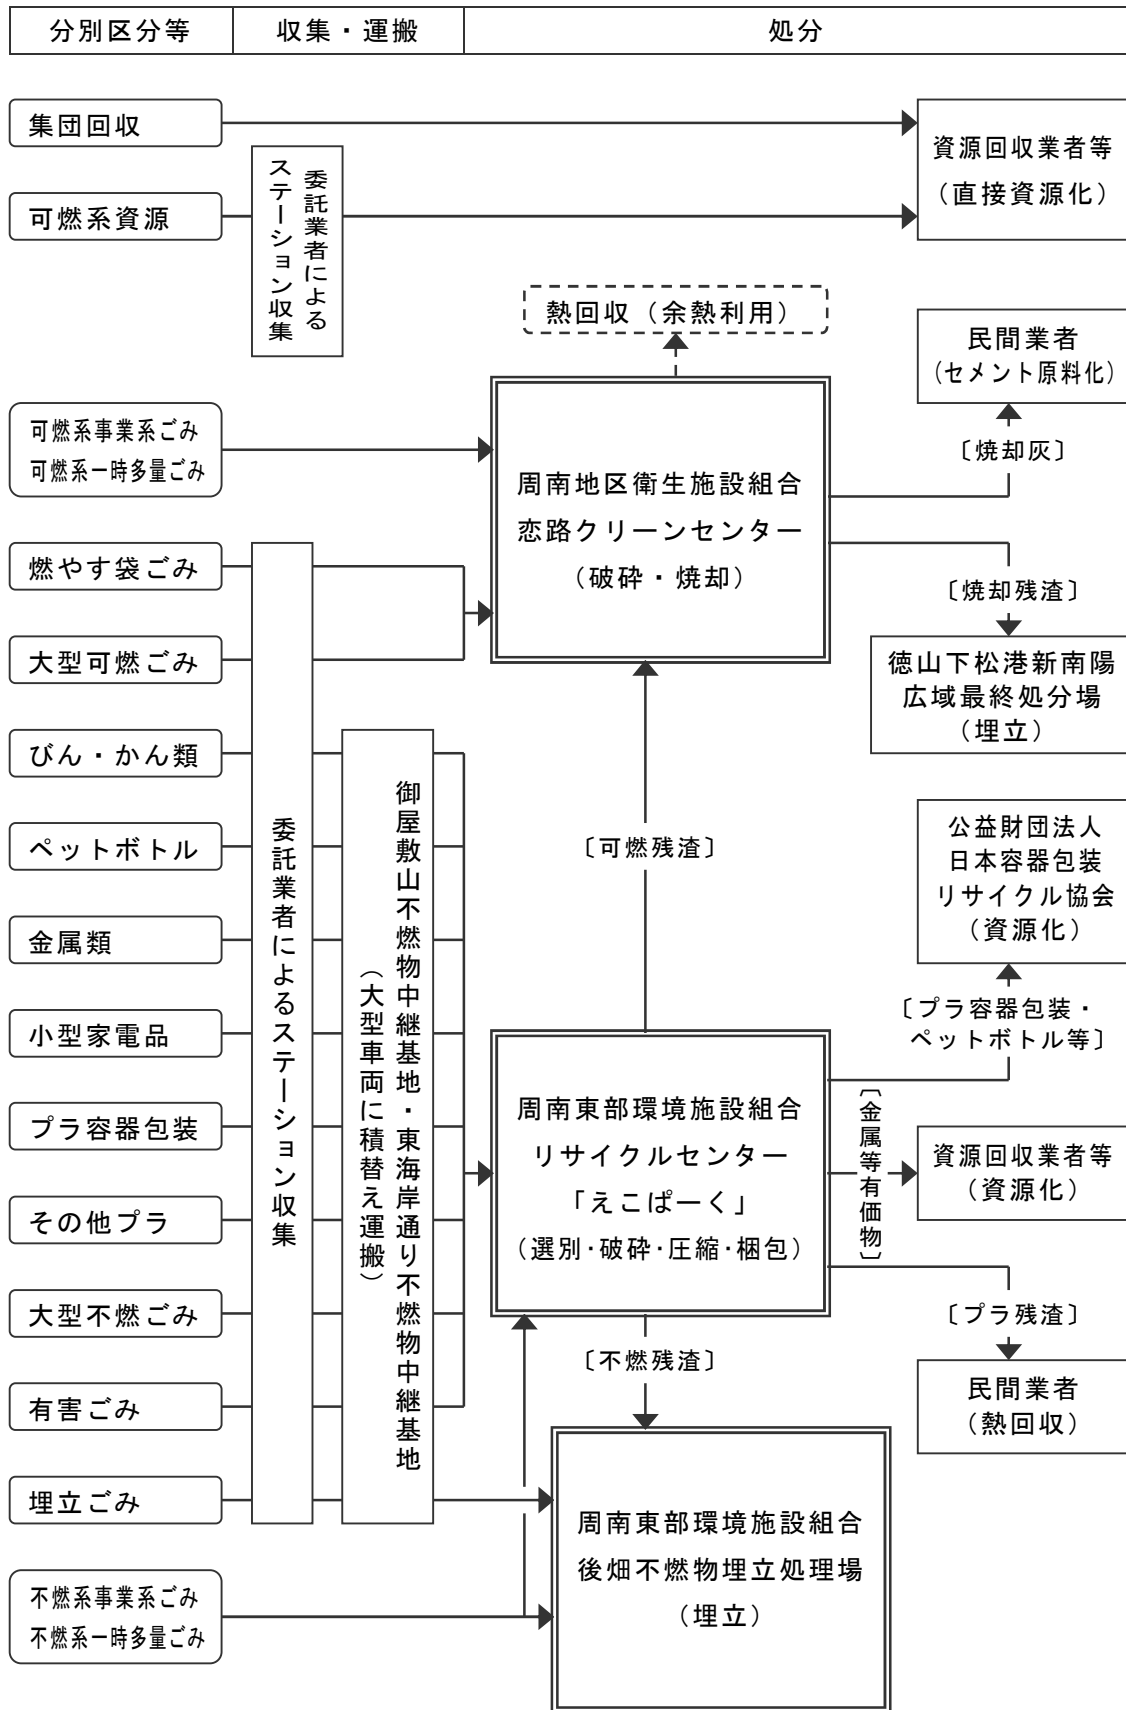 分別区分等
収集・運搬
処分
集団回収
可燃系資源
委託業者による
ステーション収集
資源回収業者等
（直接資源化）
熱回収（余熱利用）
民間業者
（セメント原料化）
〔焼却灰〕
可燃系事業系ごみ
可燃系一時多量ごみ
周南地区衛生施設組合
恋路クリーンセンター
（破砕・焼却）
燃やす袋ごみ
大型可燃ごみ
〔焼却残渣〕
徳山下松港新南陽
広域最終処分場
（埋立）
びん・かん類
ペットボトル
金属類
小型家電品
プラ容器包装
その他プラ
大型不燃ごみ
有害ごみ
埋立ごみ
委託業者によるステーション収集
御屋敷山不燃物中継基地・東海岸通り不燃物中継基地
（大型車両に積替え運搬）
〔可燃残渣〕
公益財団法人
日本容器包装
リサイクル協会
（資源化）
〔プラ容器包装・
ペットボトル等〕
周南東部環境施設組合
リサイクルセンター
「えこぱーく」
（選別・破砕・圧縮・梱包）
〔金属等有価物〕
資源回収業者等
（資源化）
〔プラ残渣〕
民間業者
（熱回収）
〔不燃残渣〕
不燃系事業系ごみ
不燃系一時多量ごみ
周南東部環境施設組合
後畑不燃物埋立処理場
（埋立）